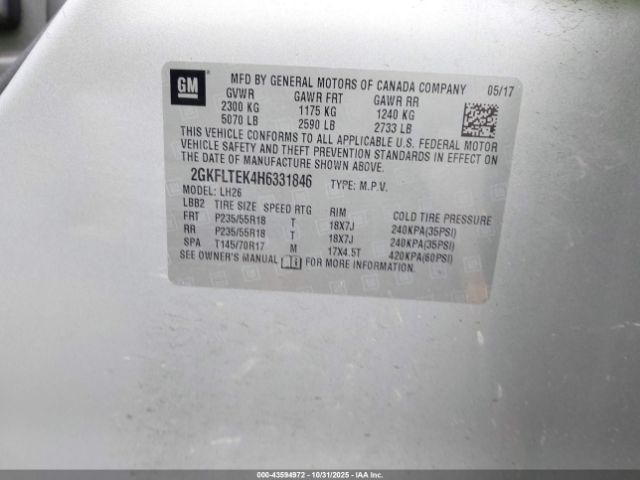 GM
MFD BY GENERAL MOTORS OF CANADA COMPANY 05/17
GVWR GAWR FRT GAWR RR
2300 KG 1175 KG 1240 KG
5070 LB 2590 LB 2733 LB
THIS VEHICLE CONFORMS TO ALL APPLICABLE U.S. FEDERAL MOTOR
VEHICLE SAFETY AND THEFT PREVENTION STANDARDS IN EFFECT ON
THE DATE OF MANUFACTURE SHOWN ABOVE.
2GKFLTEK4H6331846 TYPE: M.P.V.
MODEL: LH26
LBB2 TIRE SIZE SPEED RTG RIM COLD TIRE PRESSURE
FRT P235/55R18 T 18X7J 240KPA(35PSI)
RR P235/55R18 T 18X7J 240KPA(35PSI)
SPA T145/70R17 M 17X4.5T 420KPA(60PSI)
SEE OWNER'S MANUAL FOR MORE INFORMATION.
000-43594972 • 10/31/2025 • IAAI.com